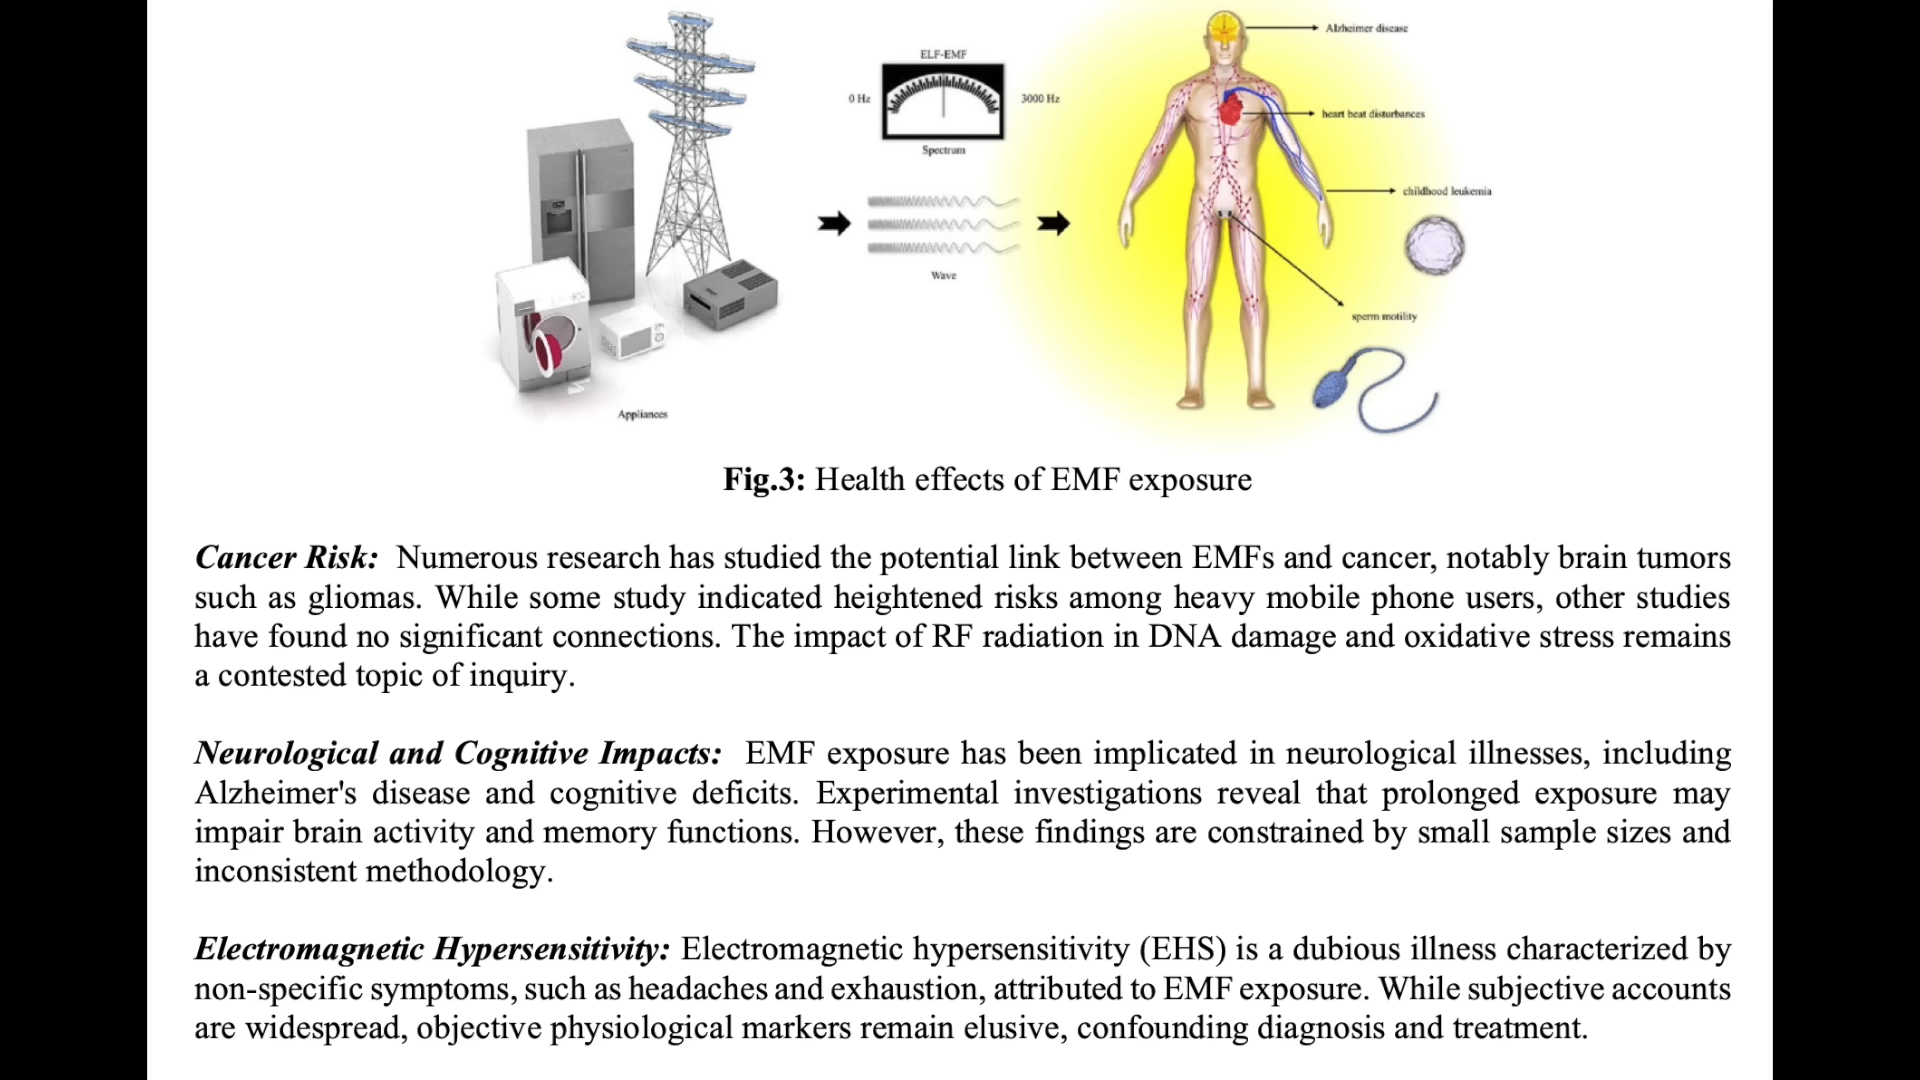 Alzheimer disease
ELF-EMF
0 Hz
3000 Hz
heart beat disturbances
Spectrum
childhood leukemia
Wave
sperm motility
Appliances
Fig.3: Health effects of EMF exposure
Cancer Risk: Numerous research has studied the potential link between EMFs and cancer, notably brain tumors
such as gliomas. While some study indicated heightened risks among heavy mobile phone users, other studies
have found no significant connections. The impact of RF radiation in DNA damage and oxidative stress remains
a contested topic of inquiry.
Neurological and Cognitive Impacts: EMF exposure has been implicated in neurological illnesses, including
Alzheimer's disease and cognitive deficits. Experimental investigations reveal that prolonged exposure may
impair brain activity and memory functions. However, these findings are constrained by small sample sizes and
inconsistent methodology.
Electromagnetic Hypersensitivity: Electromagnetic hypersensitivity (EHS) is a dubious illness characterized by
non-specific symptoms, such as headaches and exhaustion, attributed to EMF exposure. While subjective accounts
are widespread, objective physiological markers remain elusive, confounding diagnosis and treatment.